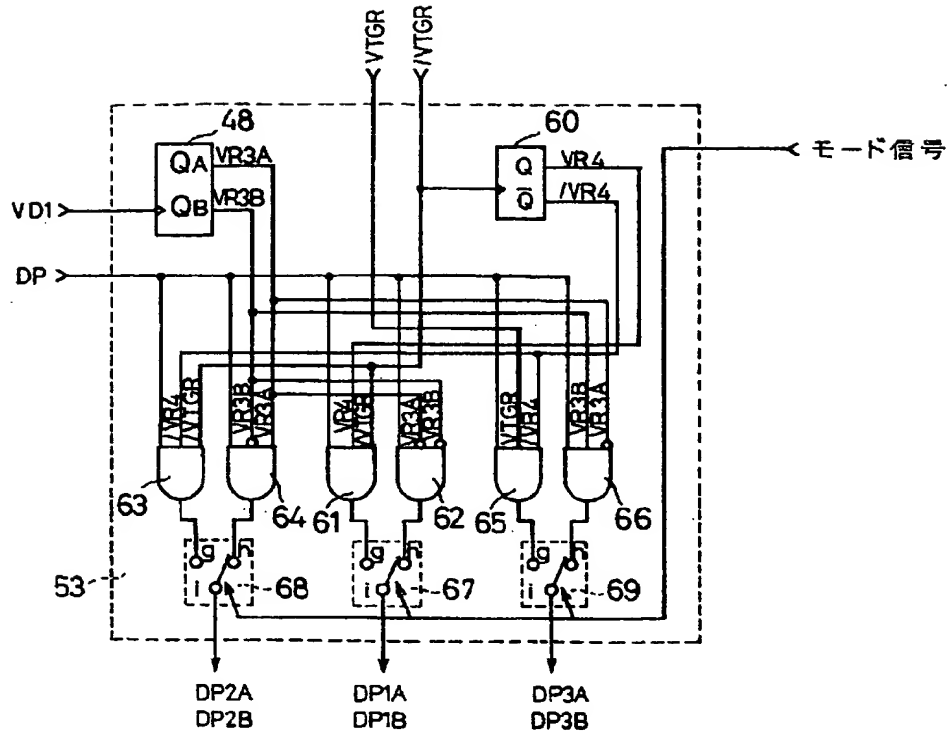 VTGR
/VTGR
48
60
モード信号
QA
VR3A
QB
VR3B
Q
VR4
Q̅
/VR4
VD1
DP
/VR4
/VTGR
VR3B
VR3A
VR4
/VTGR
VR3A
VR3B
VTGR
/VR4
VR3B
VR3A
63
64
61
62
65
66
g
h
g
h
g
h
53
i
68
i
67
i
69
DP2A
DP2B
DP1A
DP1B
DP3A
DP3B